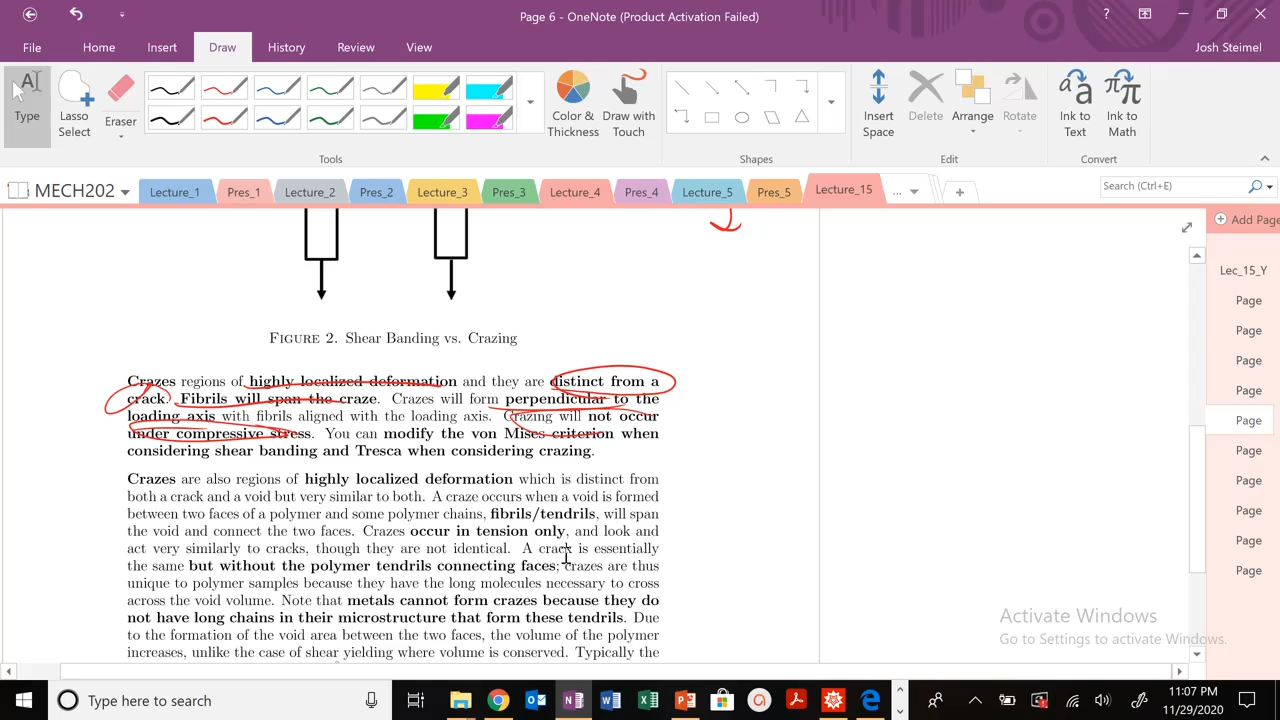 Page 6 - OneNote (Product Activation Failed)
?
File Home Insert Draw History Review View Josh Steimel
Type
Lasso Select
Eraser
Color & Thickness
Draw with Touch
Insert Space
Delete
Arrange
Rotate
Ink to Text
Ink to Math
Tools Shapes Edit Convert
MECH202 Lecture_1 Pres_1 Lecture_2 Pres_2 Lecture_3 Pres_3 Lecture_4 Pres_4 Lecture_5 Pres_5 Lecture_15 ... Search (Ctrl+E)
Add Page
Lec_15_Y
Page
Page
Page
Page
Page
Page
Page
Page
Page
Page
Figure 2. Shear Banding vs. Crazing
Crazes regions of highly localized deformation and they are distinct from a
crack. Fibrils will span the craze. Crazes will form perpendicular to the
loading axis with fibrils aligned with the loading axis. Crazing will not occur
under compressive stress. You can modify the von Mises criterion when
considering shear banding and Tresca when considering crazing.
Crazes are also regions of highly localized deformation which is distinct from
both a crack and a void but very similar to both. A craze occurs when a void is formed
between two faces of a polymer and some polymer chains, fibrils/tendrils, will span
the void and connect the two faces. Crazes occur in tension only, and look and
act very similarly to cracks, though they are not identical. A crack is essentially
the same but without the polymer tendrils connecting faces; crazes are thus
unique to polymer samples because they have the long molecules necessary to cross
across the void volume. Note that metals cannot form crazes because they do
not have long chains in their microstructure that form these tendrils. Due
to the formation of the void area between the two faces, the volume of the polymer
increases, unlike the case of shear yielding where volume is conserved. Typically the
Activate Windows
Go to Settings to activate Windows.
Type here to search
11:07 PM
11/29/2020